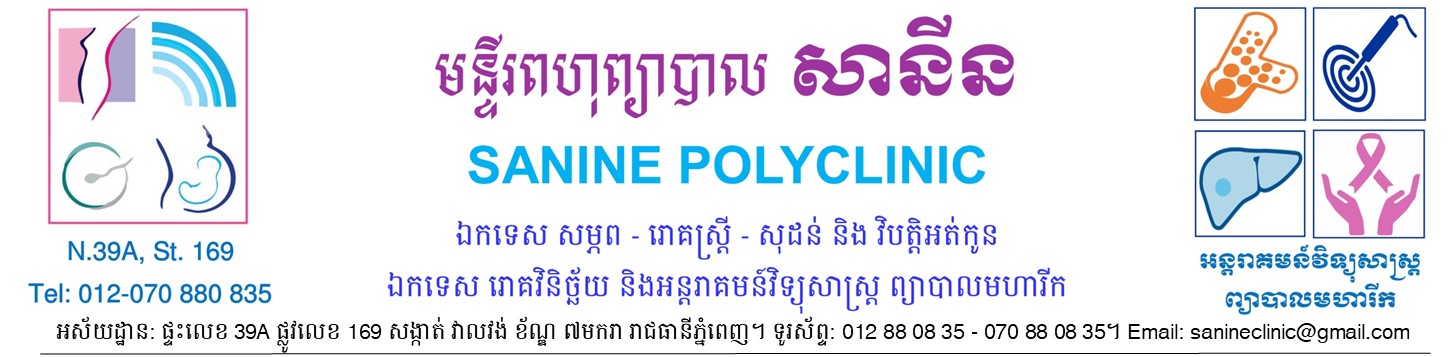 មន្ទីរពហុព្យាបាល សានីន
SANINE POLYCLINIC
ឯកទេស សម្ភព - រោគស្ត្រី - សុដន់ និង វិបត្តិអត់កូន
ឯកទេស រោគវិនិច្ឆ័យ និងអន្តរាគមន៍វិទ្យុសាស្ត្រ ព្យាបាលមហារីក
N.39A, St. 169
Tel: 012-070 880 835
អន្តរាគមន៍វិទ្យុសាស្ត្រ
ព្យាបាលមហារីក
អស័យដ្ឋាន: ផ្ទះលេខ 39A ផ្លូវលេខ 169 សង្កាត់ វាលវង់ ខ័ណ្ឌ ៧មករា រាជធានីភ្នំពេញ។ ទូរស័ព្ទ: 012 88 08 35 - 070 88 08 35។ Email: sanineclinic@gmail.com